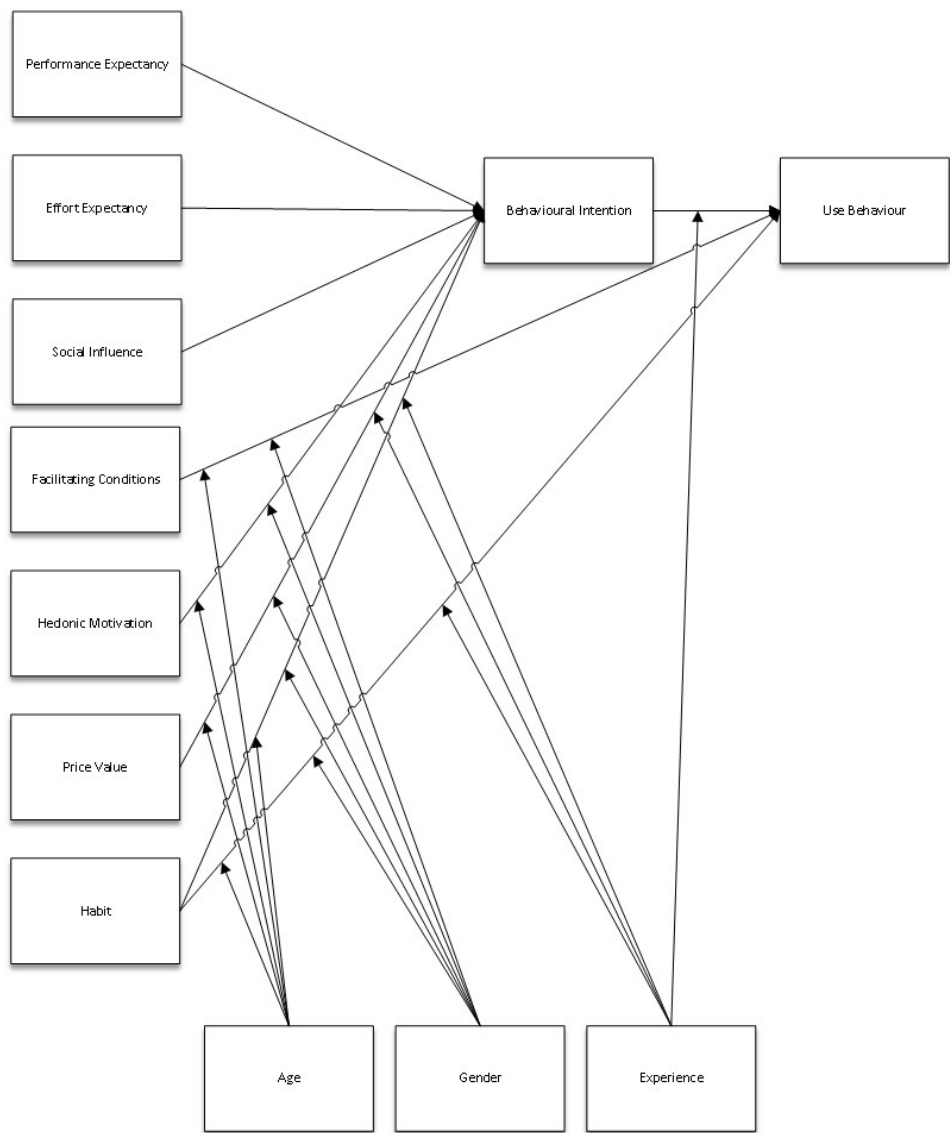 Performance Expectancy
Effort Expectancy
Behavioural Intention
Use Behaviour
Social Influence
Facilitating Conditions
Hedonic Motivation
Price Value
Habit
Age
Gender
Experience